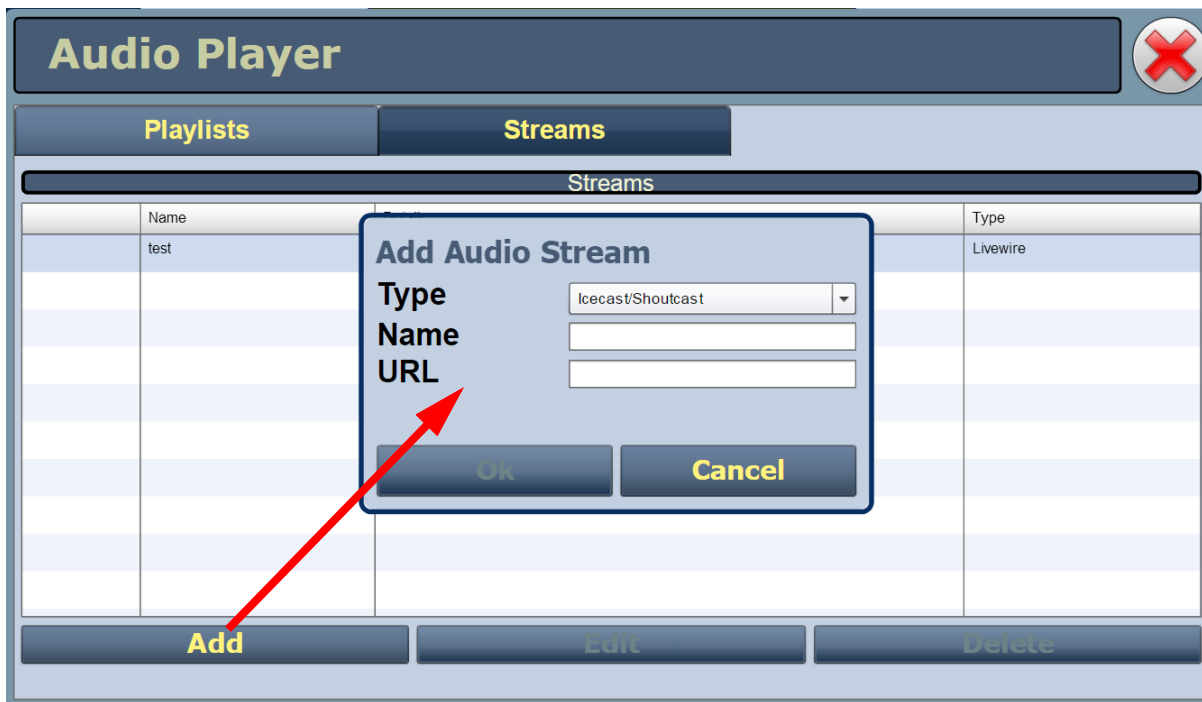 Audio Player
Playlists Streams
Streams
Name Type
test Livewire
Add Audio Stream
Type Icecast/Shoutcast
Name
URL
Ok Cancel
Add Edit Delete